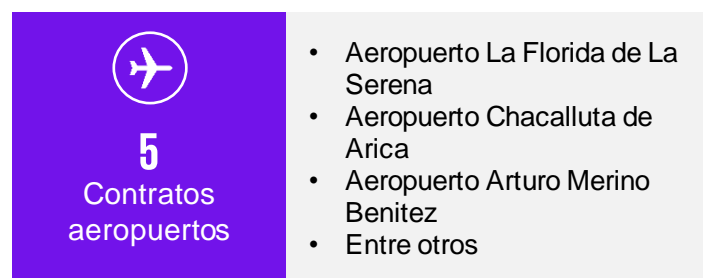 5
Contratos
aeropuertos
• Aeropuerto La Florida de La
Serena
• Aeropuerto Chacalluta de
Arica
• Aeropuerto Arturo Merino
Benitez
• Entre otros